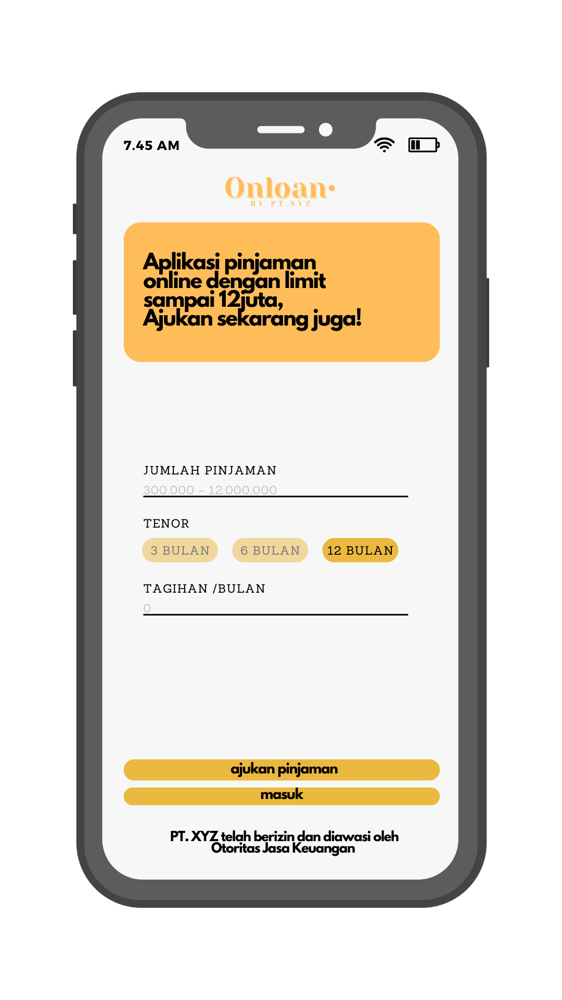 7.45 AM
Onloan•
BY PT.XYZ
Aplikasi pinjaman
online dengan limit
sampai 12juta,
Ajukan sekarang juga!
JUMLAH PINJAMAN
300.000 - 12.000.000
TENOR
3 BULAN 6 BULAN 12 BULAN
TAGIHAN /BULAN
0
ajukan pinjaman
masuk
PT. XYZ telah berizin dan diawasi oleh
Otoritas Jasa Keuangan